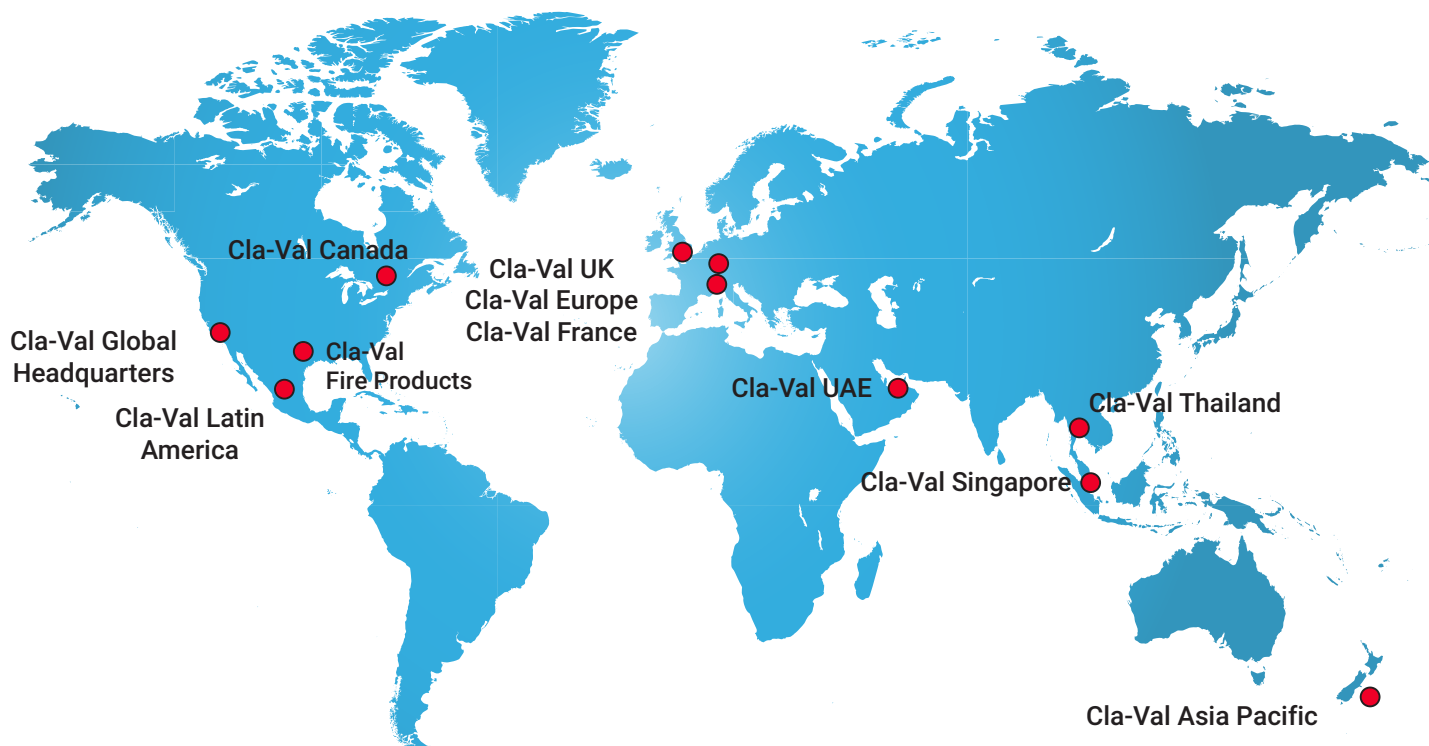 Cla-Val Canada
Cla-Val UK
Cla-Val Europe
Cla-Val France
Cla-Val Global
Headquarters
Cla-Val
Fire Products
Cla-Val Latin
America
Cla-Val UAE
Cla-Val Thailand
Cla-Val Singapore
Cla-Val Asia Pacific